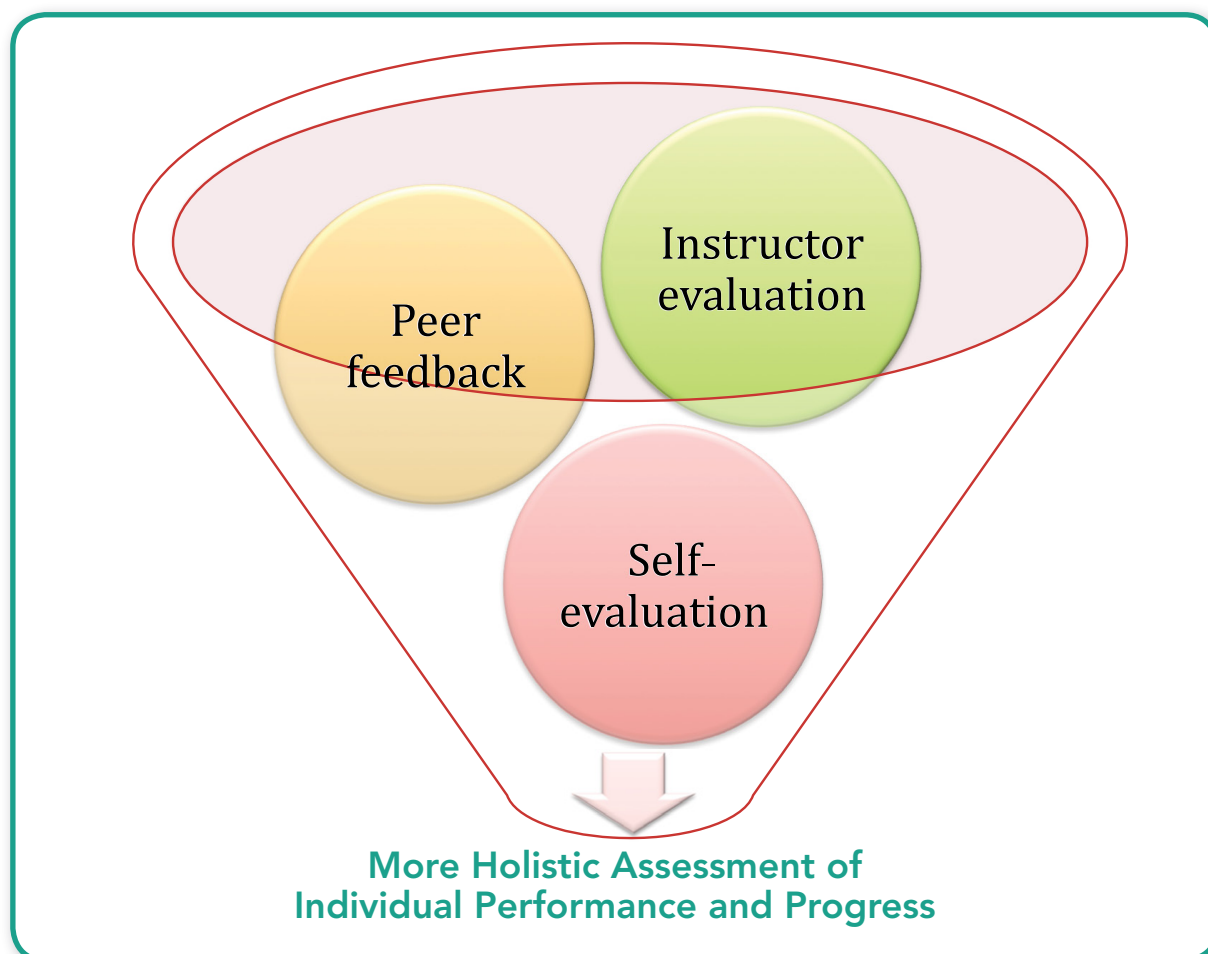 Instructor
evaluation
Peer
feedback
Self-
evaluation
More Holistic Assessment of
Individual Performance and Progress